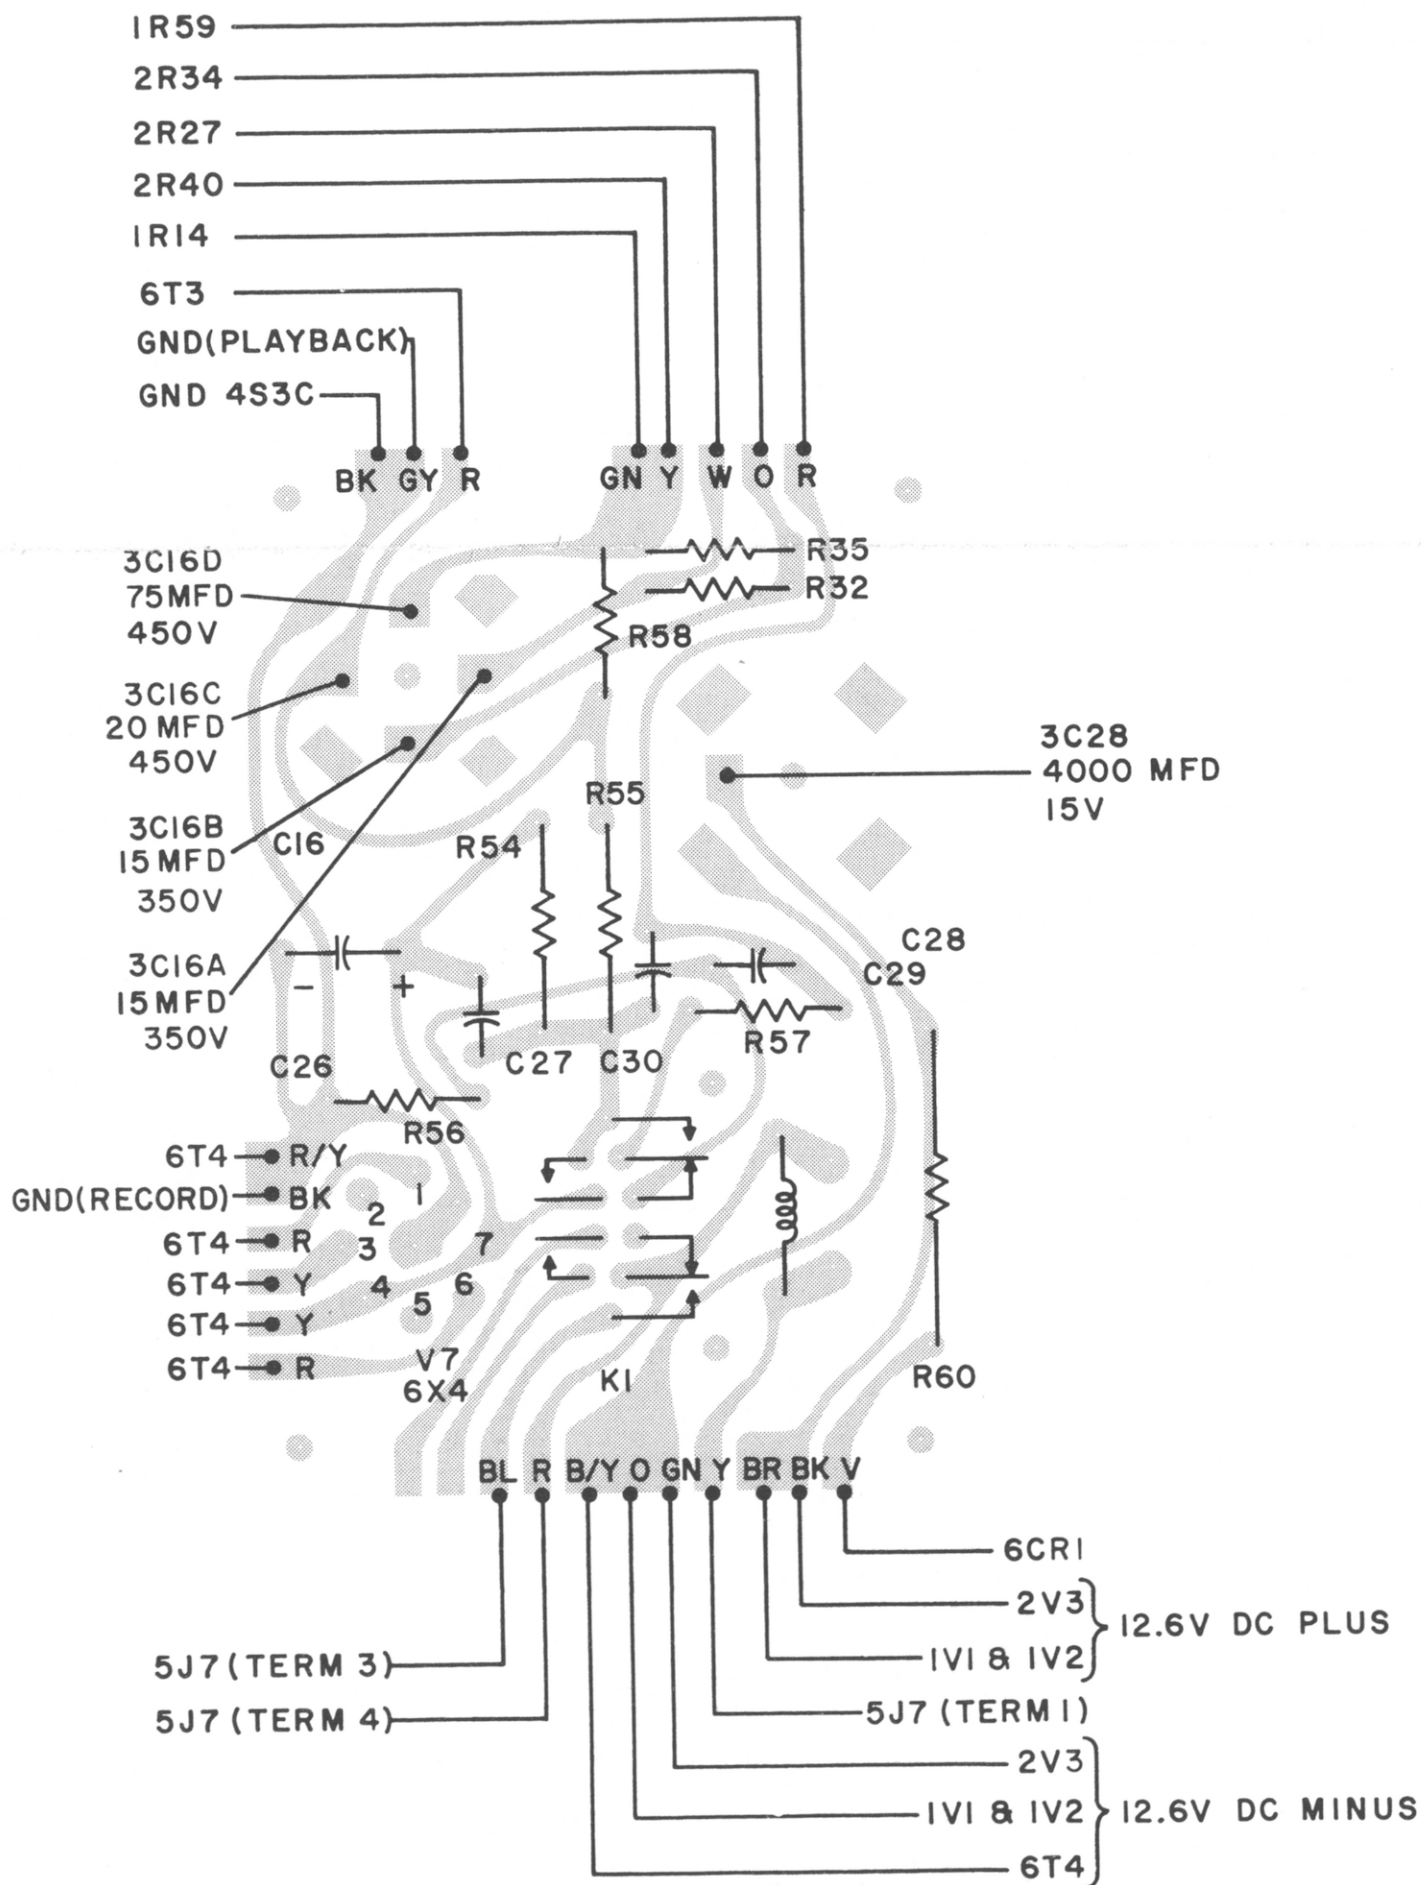 1R59
2R34
2R27
2R40
1R14
6T3
GND(PLAYBACK)
GND 4S3C
BK GY R
GN Y W O R
3C16D
75MFD
450V
R35
R32
R58
3C16C
20 MFD
450V
3C28
4000 MFD
15V
3C16B
15MFD
350V
C16
R54
R55
3C16A
15MFD
350V
− +
C28
C29
C26
C27
C30
R57
R56
6T4 R/Y
GND(RECORD) BK
6T4 R
6T4 Y
6T4 Y
6T4 R
1
2
3
4
5
6
7
V7
6X4
K1
R60
BL R B/Y O GN Y BR BK V
6CR1
2V3
1V1 & 1V2
12.6V DC PLUS
5J7 (TERM 3)
5J7 (TERM 4)
5J7 (TERM 1)
2V3
1V1 & 1V2
6T4
12.6V DC MINUS